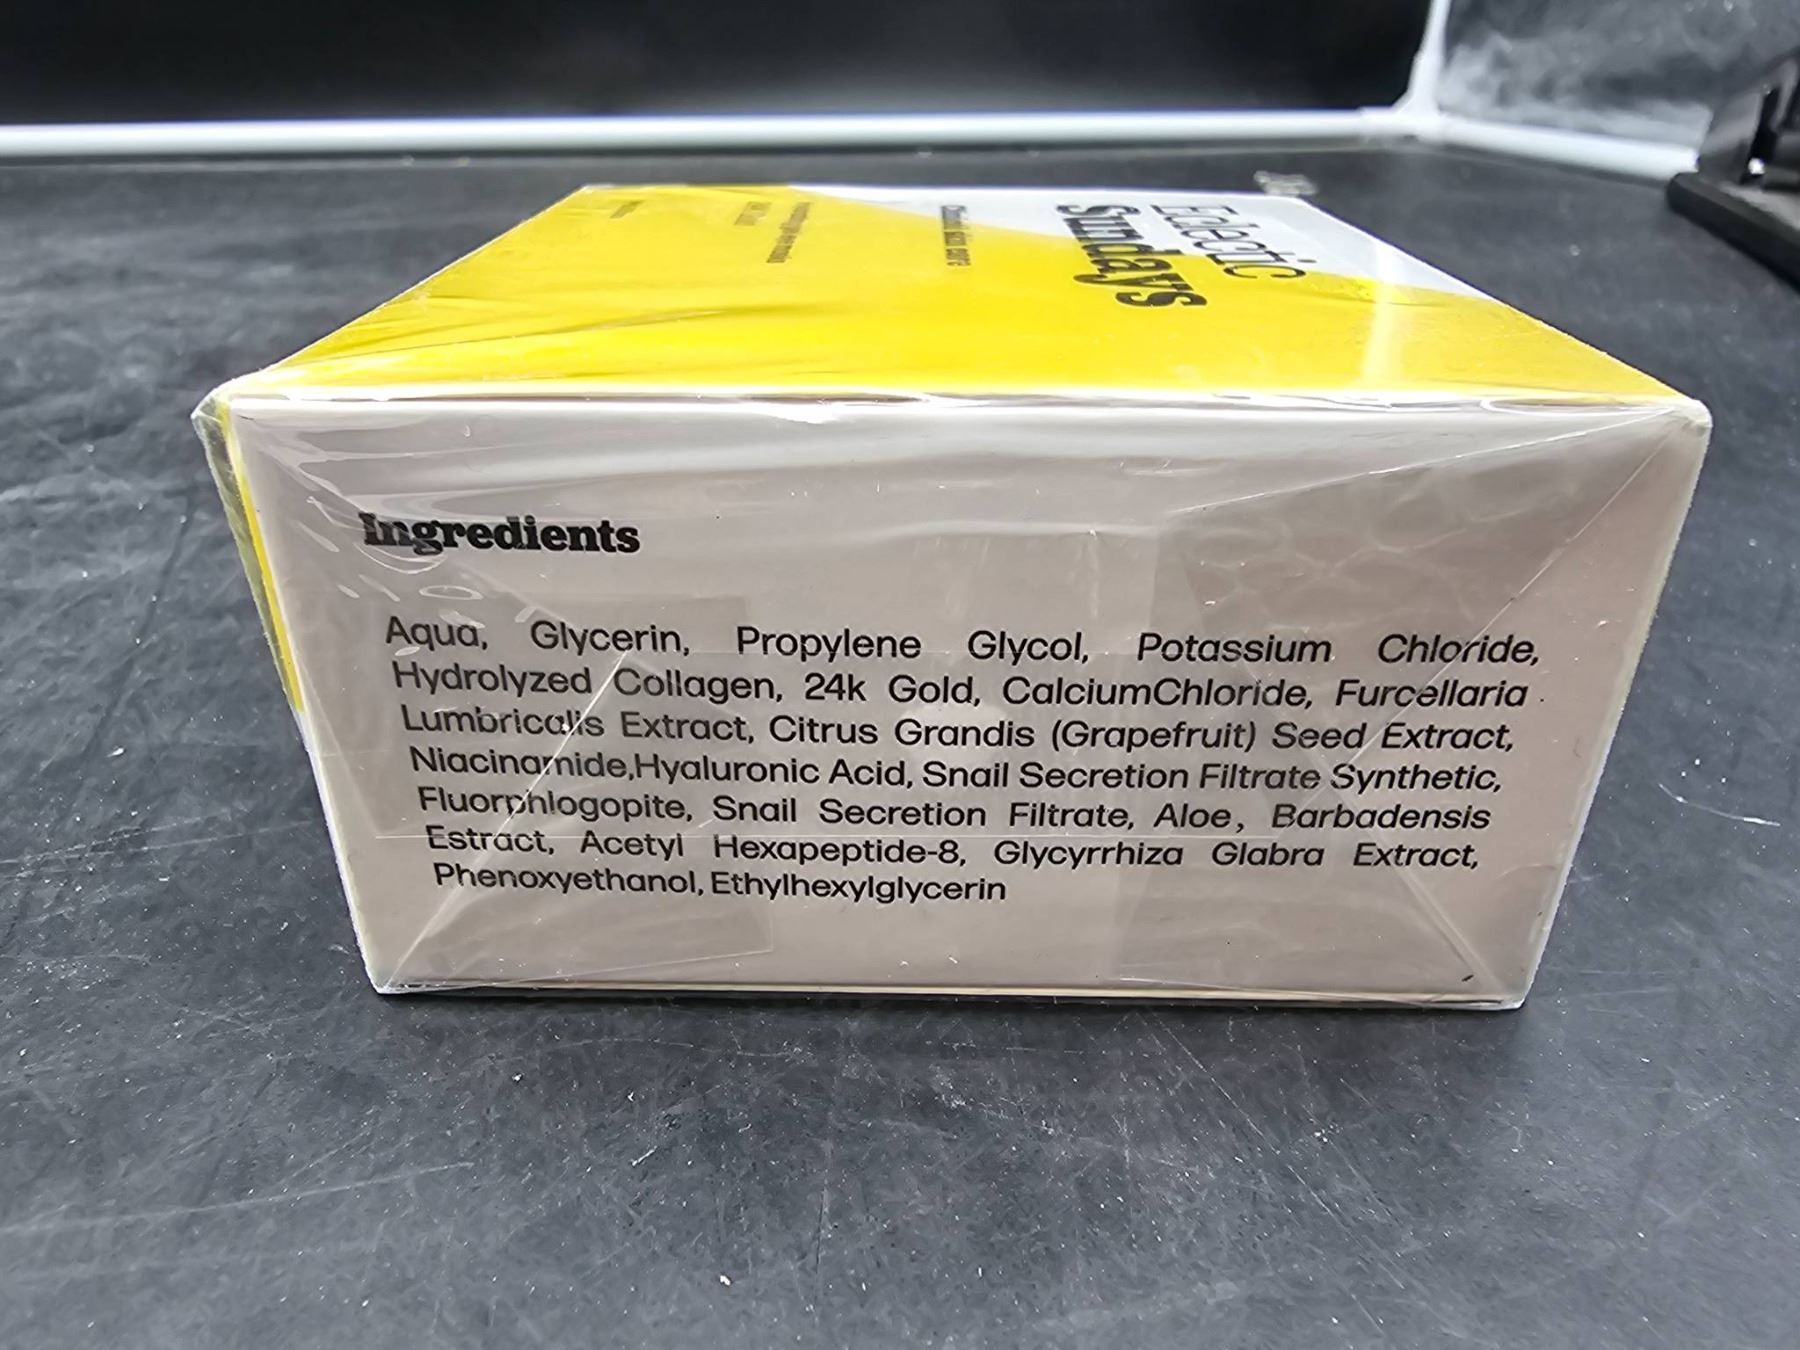 Eclectic
Sundays
Ingredients
Aqua, Glycerin, Propylene Glycol, Potassium Chloride,
Hydrolyzed Collagen, 24k Gold, CalciumChloride, Furcellaria
Lumbricalis Extract, Citrus Grandis (Grapefruit) Seed Extract,
Niacinamide,Hyaluronic Acid, Snail Secretion Filtrate Synthetic,
Fluorphlogopite, Snail Secretion Filtrate, Aloe, Barbadensis
Estract, Acetyl Hexapeptide-8, Glycyrrhiza Glabra Extract,
Phenoxyethanol, Ethylhexylglycerin